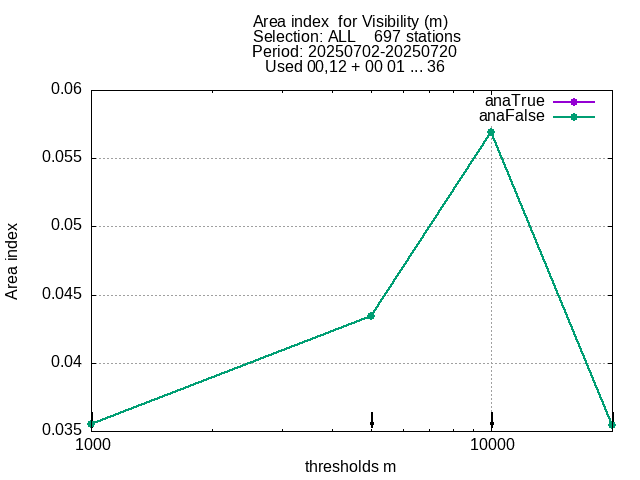 Area index  for Visibility (m)
Selection: ALL    697 stations
Period: 20250702-20250720
Used 00,12 + 00 01 ... 36
anaTrue
anaFalse
0.06
0.055
0.05
0.045
0.04
0.035
Area index
1000
10000
thresholds m